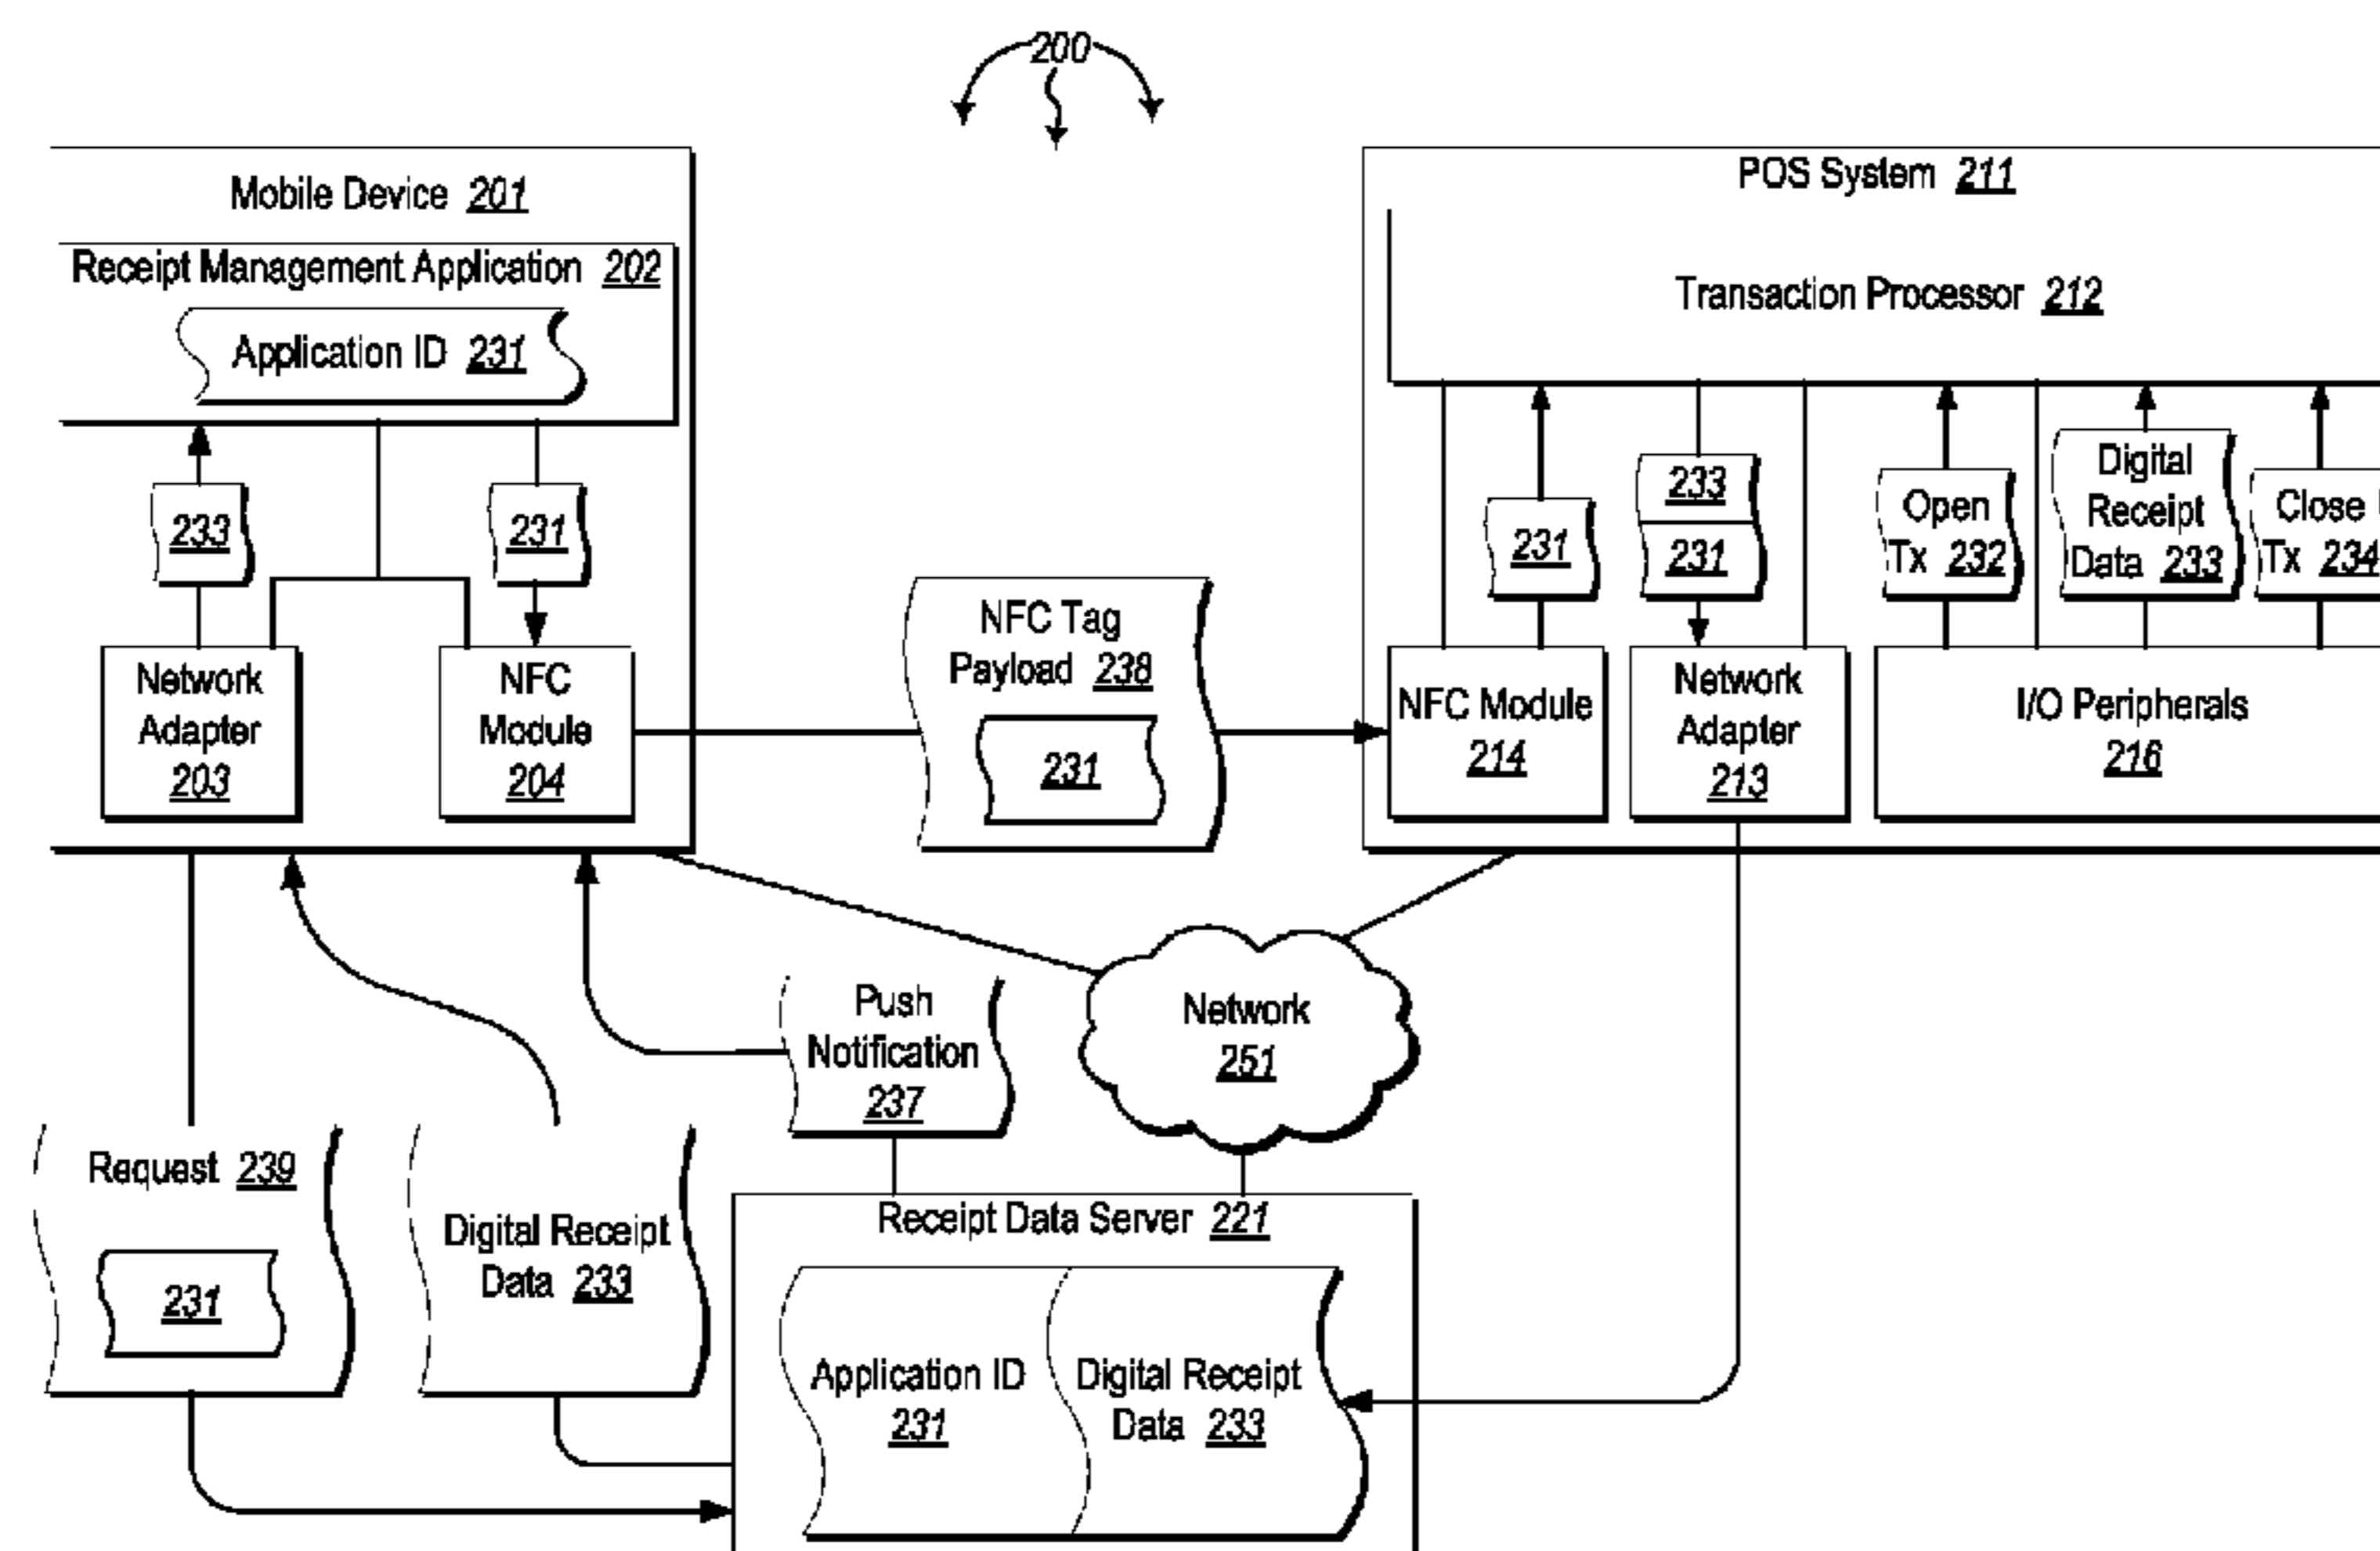 200
Mobile Device 201
Receipt Management Application 202
Application ID 231
233
231
Network
Adapter
203
NFC
Module
204
NFC Tag
Payload 238
231
POS System 211
Transaction Processor 212
231
233
231
Open
Tx 232
Digital
Receipt
Data 233
Close
Tx 234
NFC Module
214
Network
Adapter
213
I/O Peripherals
216
Push
Notification
237
Network
251
Request 239
231
Digital Receipt
Data 233
Receipt Data Server 221
Application ID
231
Digital Receipt
Data 233